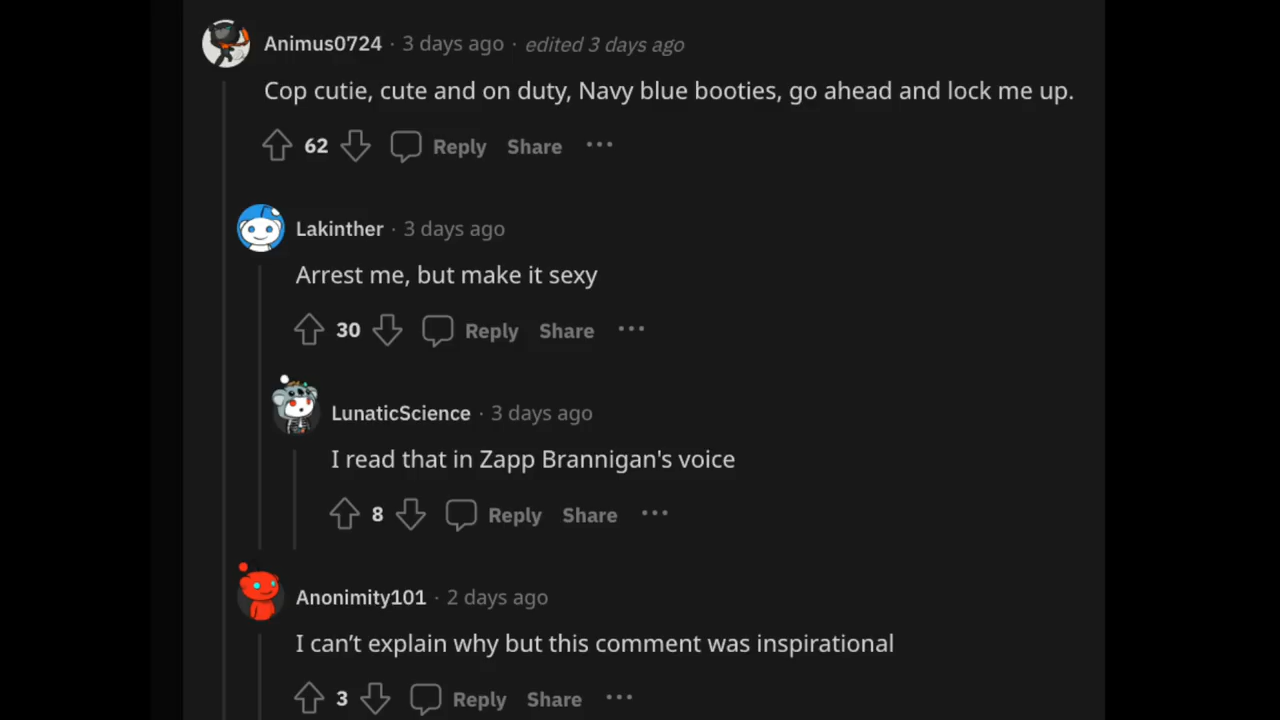 Animus0724 · 3 days ago · edited 3 days ago
Cop cutie, cute and on duty, Navy blue booties, go ahead and lock me up.
62 Reply Share ···
Lakinther · 3 days ago
Arrest me, but make it sexy
30 Reply Share ···
LunaticScience · 3 days ago
I read that in Zapp Brannigan's voice
8 Reply Share ···
Anonimity101 · 2 days ago
I can’t explain why but this comment was inspirational
3 Reply Share ···